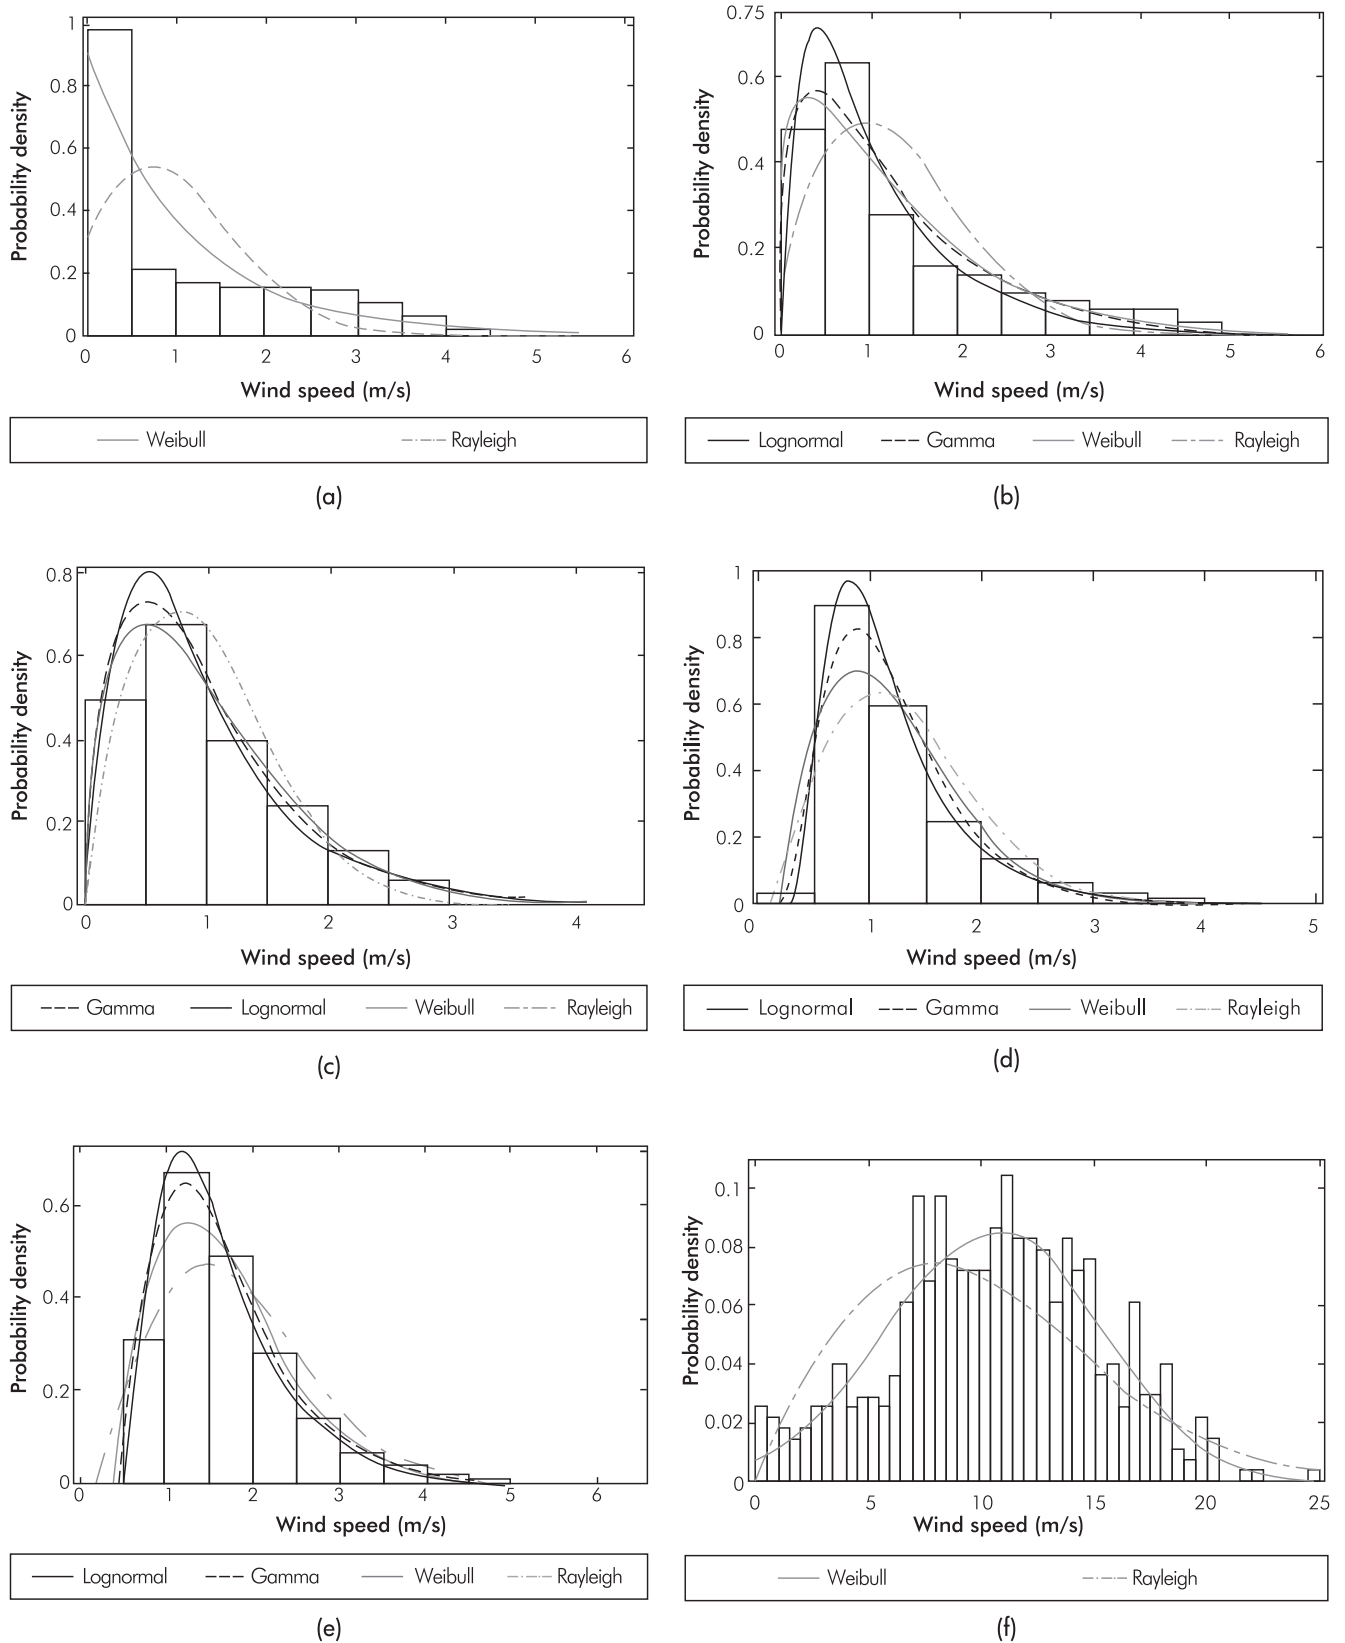 1
0.8
0.6
0.4
0.2
0
Probability density
0 1 2 3 4 5 6
Wind speed (m/s)
Weibull Rayleigh
(a)
0.75
0.6
0.4
0.2
0
Probability density
0 1 2 3 4 5 6
Wind speed (m/s)
Lognormal Gamma Weibull Rayleigh
(b)
0.8
0.6
0.4
0.2
0
Probability density
0 1 2 3 4
Wind speed (m/s)
Gamma Lognormal Weibull Rayleigh
(c)
1
0.8
0.6
0.4
0.2
0
Probability density
0 1 2 3 4 5
Wind speed (m/s)
Lognormal Gamma Weibull Rayleigh
(d)
0.6
0.4
0.2
0
Probability density
0 1 2 3 4 5 6
Wind speed (m/s)
Lognormal Gamma Weibull Rayleigh
(e)
0.1
0.08
0.06
0.04
0.02
0
Probability density
0 5 10 15 20 25
Wind speed (m/s)
Weibull Rayleigh
(f)